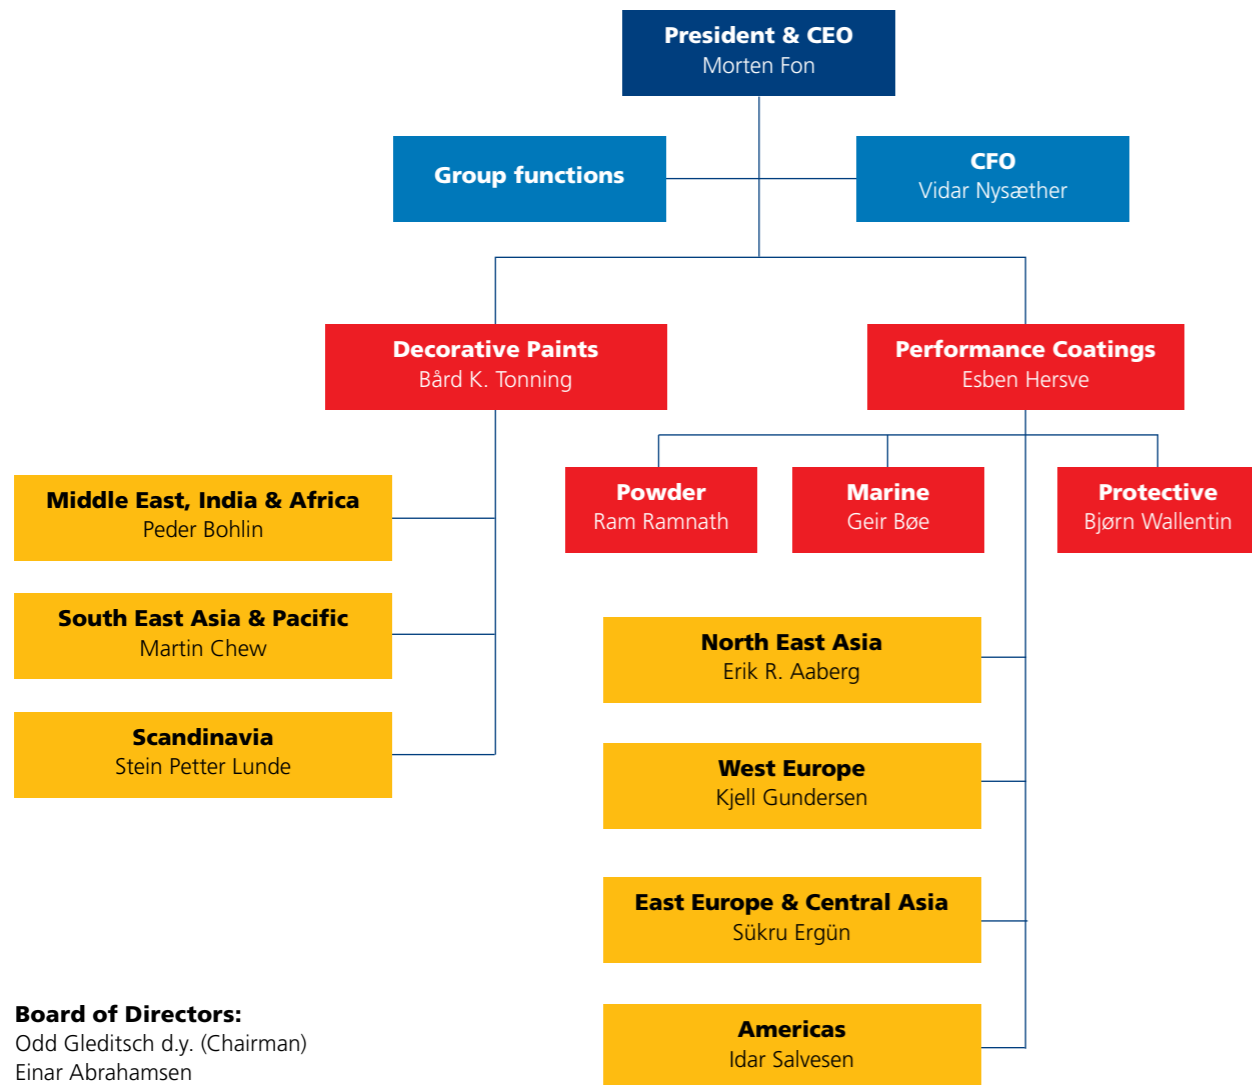 President & CEO
Morten Fon
Group functions
CFO
Vidar Nysæther
Decorative Paints
Bård K. Tonning
Performance Coatings
Esben Hersve
Middle East, India & Africa
Peder Bohlin
South East Asia & Pacific
Martin Chew
Scandinavia
Stein Petter Lunde
Powder
Ram Ramnath
Marine
Geir Bøe
Protective
Bjørn Wallentin
North East Asia
Erik R. Aaberg
West Europe
Kjell Gundersen
East Europe & Central Asia
Sükru Ergün
Americas
Idar Salvesen
Board of Directors:
Odd Gleditsch d.y. (Chairman)
Einar Abrahamsen